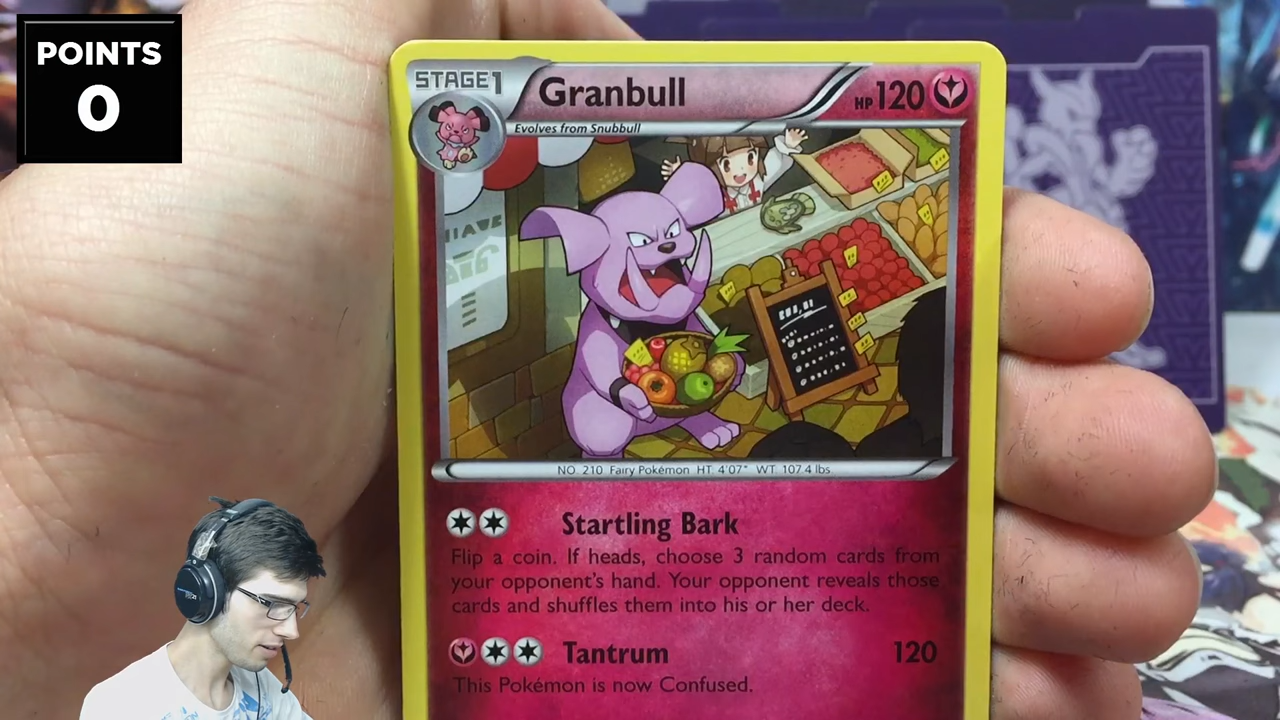 POINTS
0
STAGE1
Granbull
HP 120
Evolves from Snubbull
NO. 210 Fairy Pokémon HT 4'07" WT. 107.4 lbs.
Startling Bark
Flip a coin. If heads, choose 3 random cards from
your opponent's hand. Your opponent reveals those
cards and shuffles them into his or her deck.
Tantrum 120
This Pokémon is now Confused.